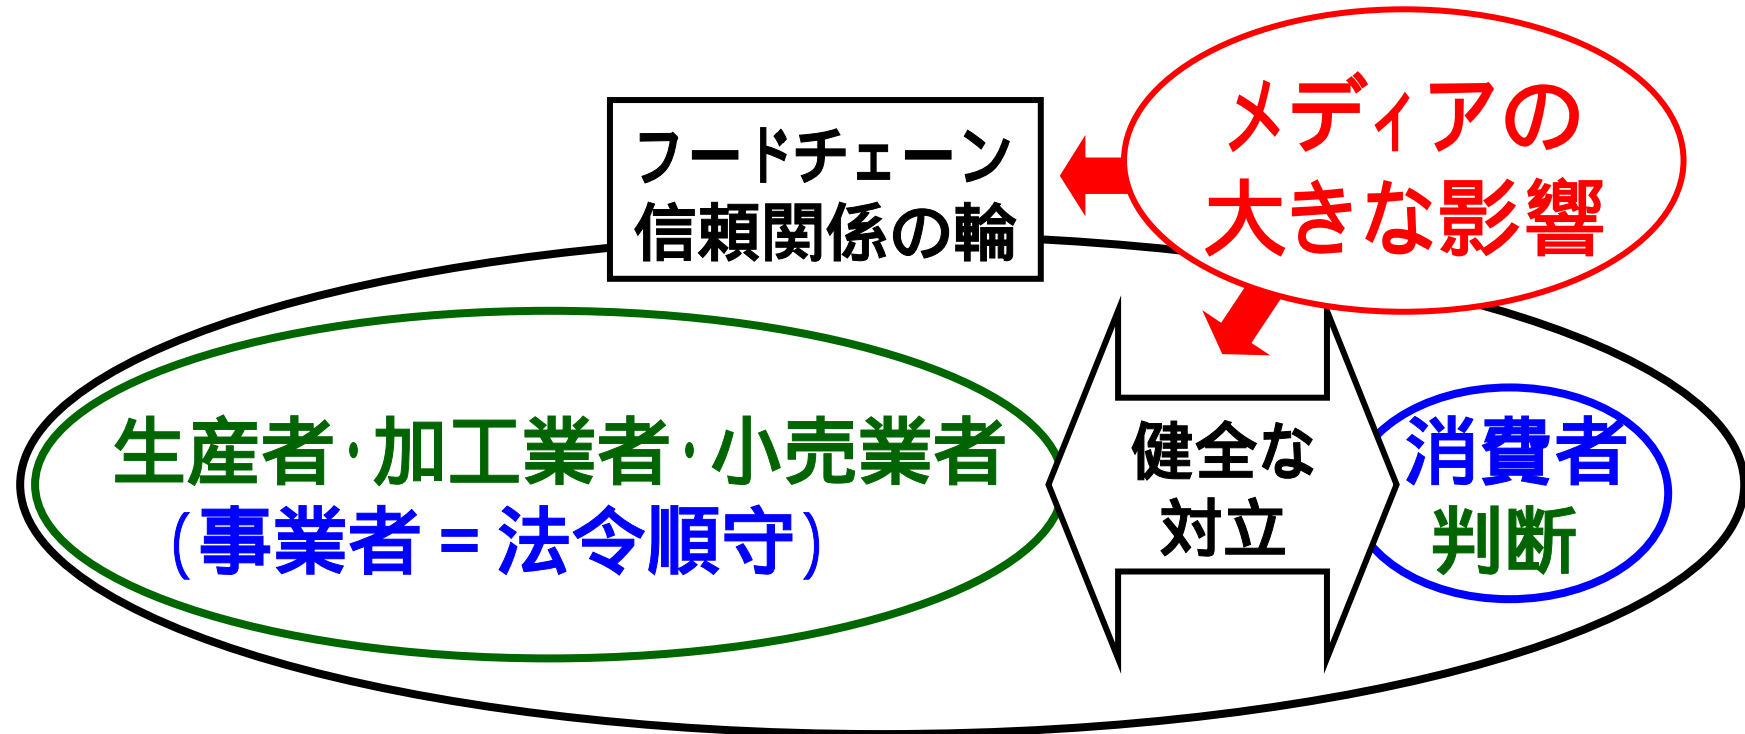 メディアの
大きな影響
フードチェーン
信頼関係の輪
生産者・加工業者・小売業者
（事業者＝法令順守）
健全な
対立
消費者
判断